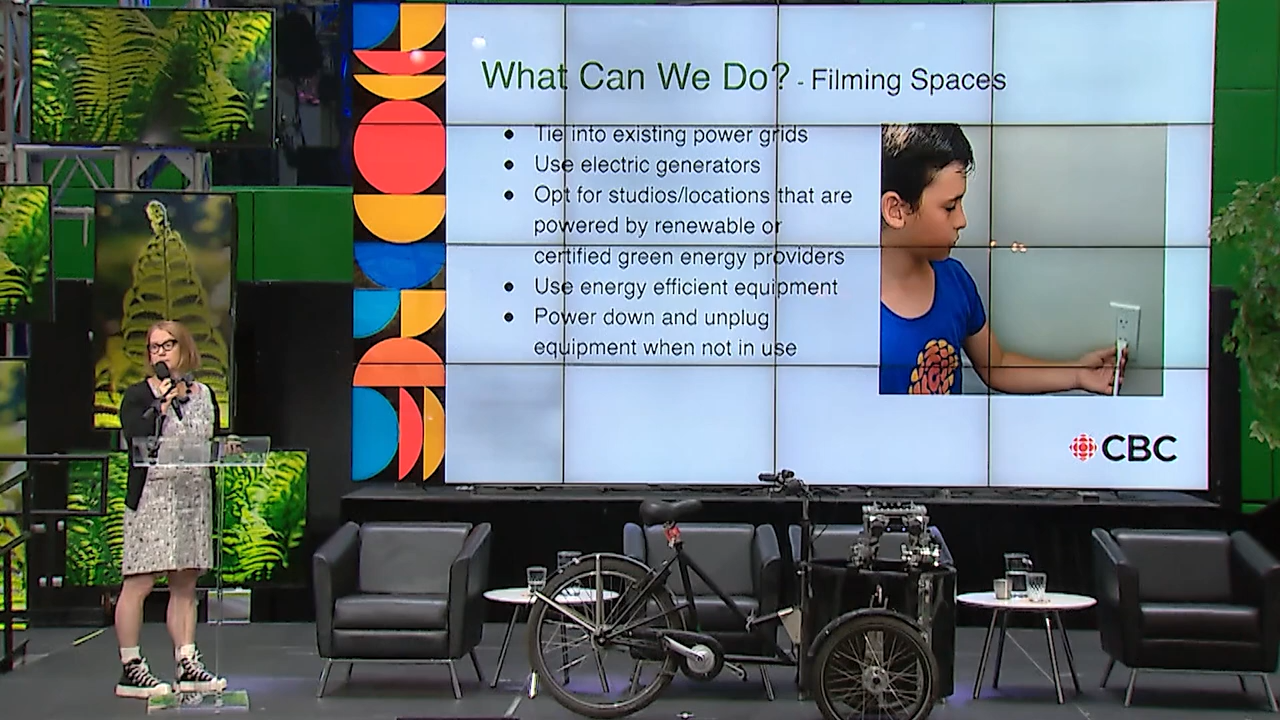 What Can We Do? - Filming Spaces
● Tie into existing power grids
● Use electric generators
● Opt for studios/locations that are
powered by renewable or
certified green energy providers
● Use energy efficient equipment
● Power down and unplug
equipment when not in use
CBC